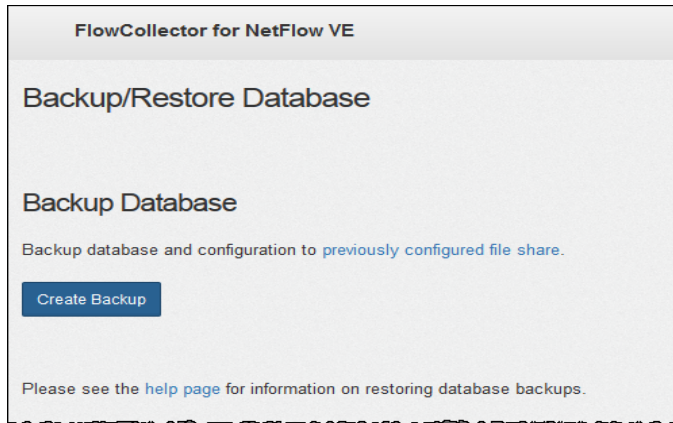 FlowCollector for NetFlow VE
Backup/Restore Database
Backup Database
Backup database and configuration to previously configured file share.
Create Backup
Please see the help page for information on restoring database backups.